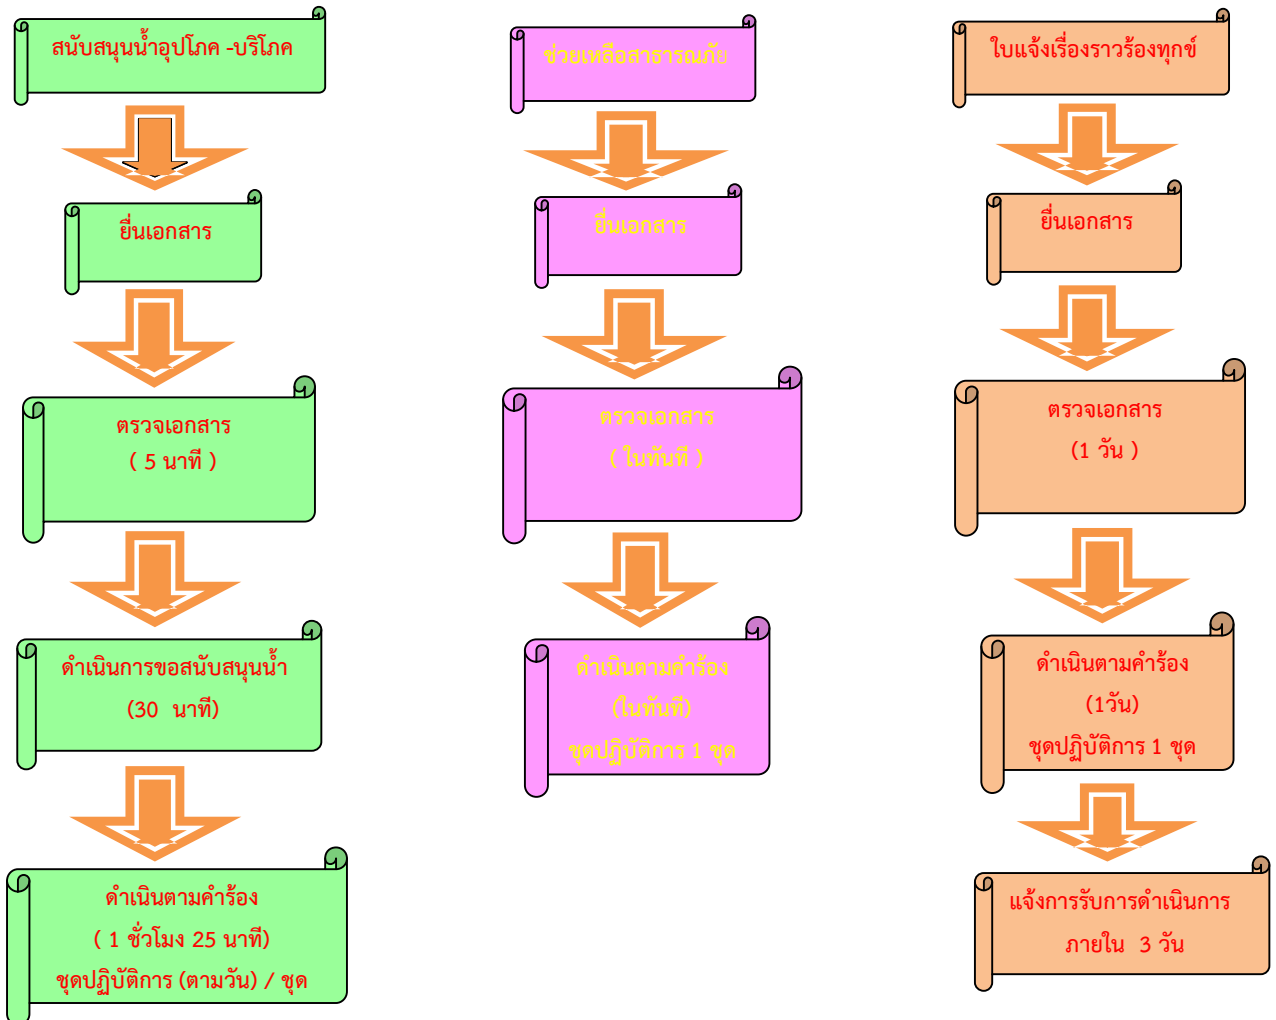 สนับสนุนน้ำอุปโภค -บริโภค
ยื่นเอกสาร
ตรวจเอกสาร
( 5 นาที )
ดำเนินการขอสนับสนุนน้ำ
(30 นาที)
ดำเนินตามคำร้อง
( 1 ชั่วโมง 25 นาที)
ชุดปฏิบัติการ (ตามวัน) / ชุด
ช่วยเหลือสาธารณภัย
ยื่นเอกสาร
ตรวจเอกสาร
( ในทันที )
ดำเนินตามคำร้อง
(ในทันที)
ชุดปฏิบัติการ 1 ชุด
ใบแจ้งเรื่องราวร้องทุกข์
ยื่นเอกสาร
ตรวจเอกสาร
(1 วัน )
ดำเนินตามคำร้อง
(1วัน)
ชุดปฏิบัติการ 1 ชุด
แจ้งการรับการดำเนินการ
ภายใน 3 วัน